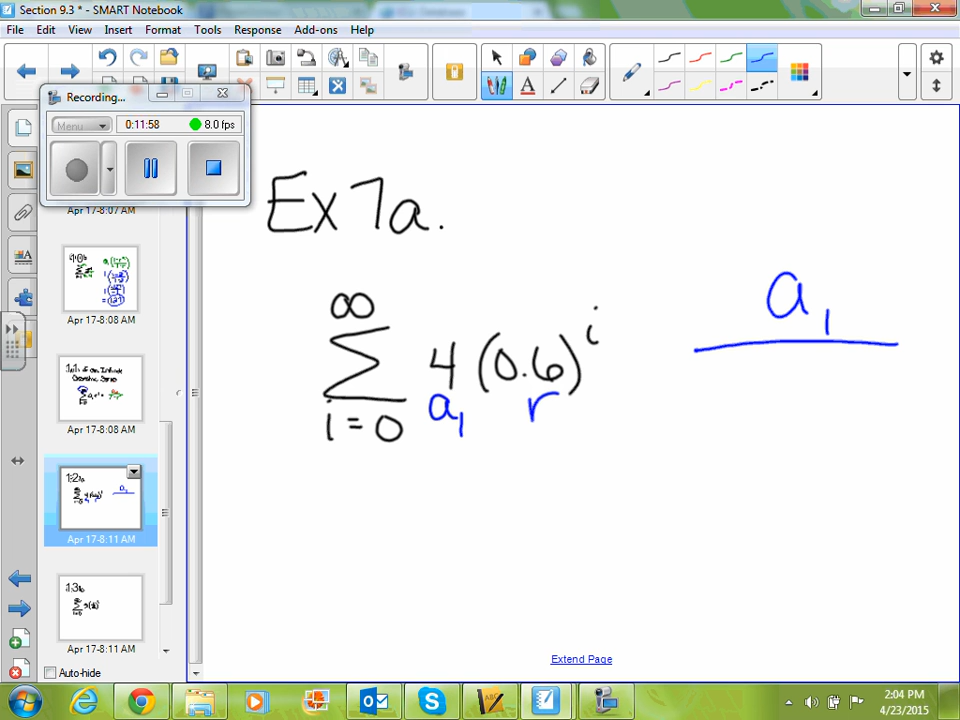 Section 9.3 * - SMART Notebook
File Edit View Insert Format Tools Response Add-ons Help
Recording...
Menu 0:11:58 8.0 fps
Apr 17-8:07 AM
Apr 17-8:08 AM
Apr 17-8:08 AM
Apr 17-8:11 AM
Apr 17-8:11 AM
Auto-hide
Ex 7a.
∞
∑ 4 (0.6)^i
i = 0
a₁ r
a₁
Extend Page
2:04 PM
4/23/2015